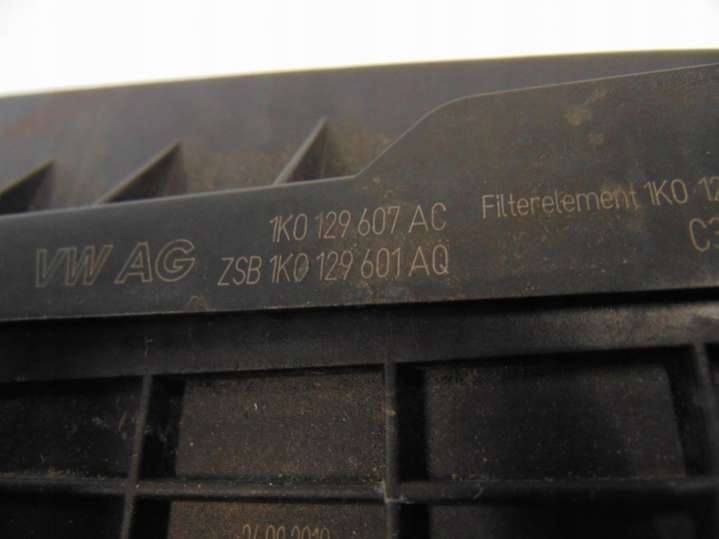 VW AG
1K0 129 607 AC
ZSB 1K0 129 601 AQ
Filterelement 1K0